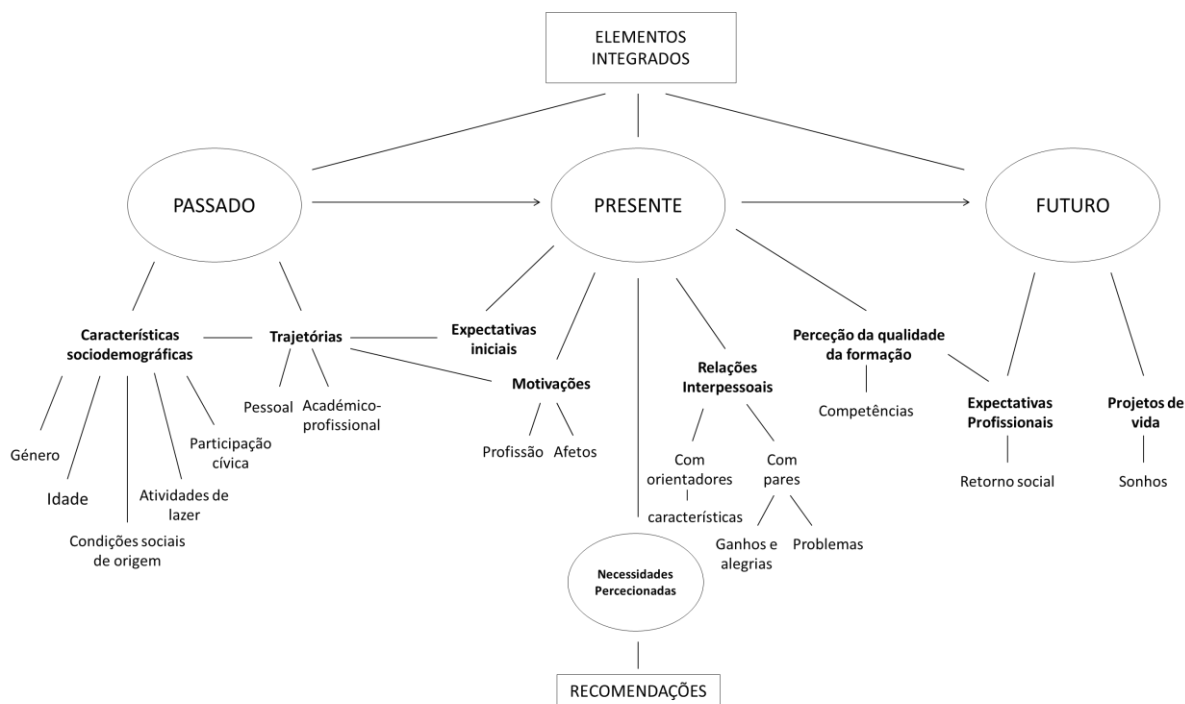 ELEMENTOS
INTEGRADOS
PASSADO
PRESENTE
FUTURO
Características
sociodemográficas
Trajetórias
Expectativas
iniciais
Motivações
Relações
Interpessoais
Perceção da qualidade
da formação
Expectativas
Profissionais
Projetos de
vida
Género
Idade
Condições sociais
de origem
Atividades de
lazer
Participação
cívica
Pessoal
Académico-
profissional
Profissão
Afetos
Com
orientadores
características
Com
pares
Ganhos e
alegrias
Problemas
Competências
Retorno social
Sonhos
Necessidades
Percecionadas
RECOMENDAÇÕES